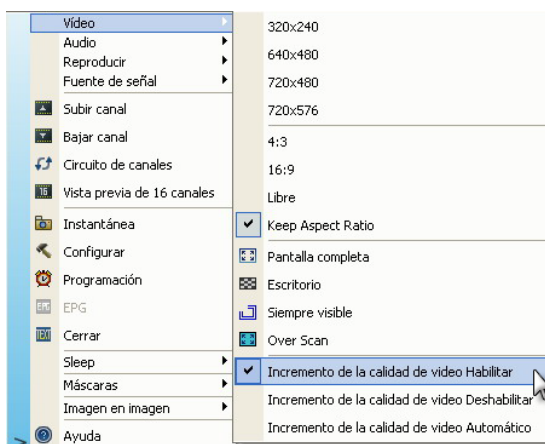 Vídeo
Audio
Reproducir
Fuente de señal
Subir canal
Bajar canal
Circuito de canales
16
Vista previa de 16 canales
Instantánea
Configurar
Programación
EPG
EPG
TEXT
Cerrar
Sleep
Máscaras
Imagen en imagen
Ayuda
320x240
640x480
720x480
720x576
4:3
16:9
Libre
Keep Aspect Ratio
Pantalla completa
Escritorio
Siempre visible
Over Scan
Incremento de la calidad de video Habilitar
Incremento de la calidad de video Deshabilitar
Incremento de la calidad de video Automático